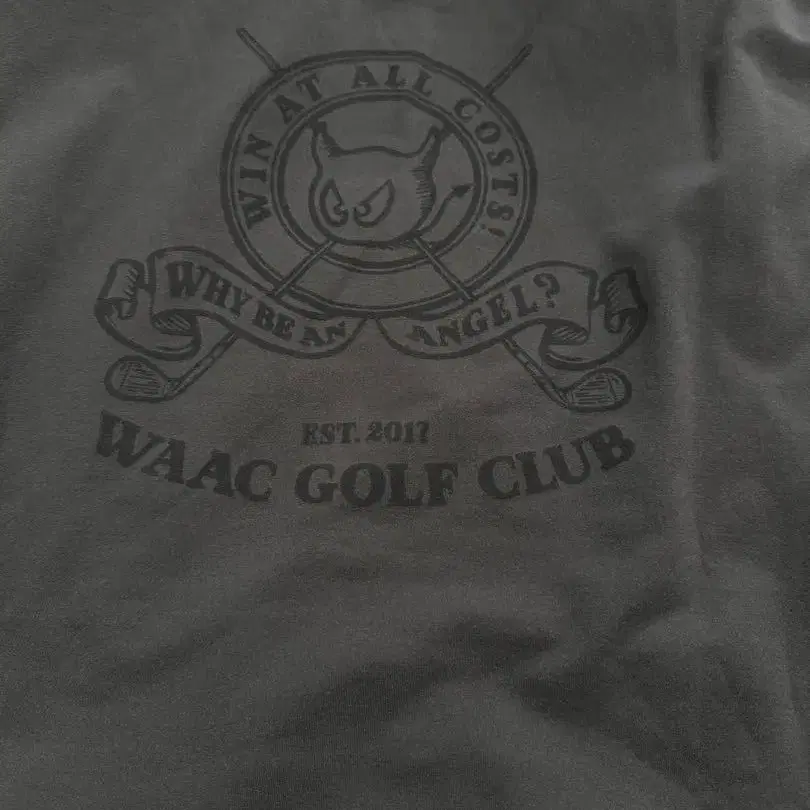 WIN AT ALL COSTS!
WHY BE AN ANGEL?
EST. 2017
WAAC GOLF CLUB